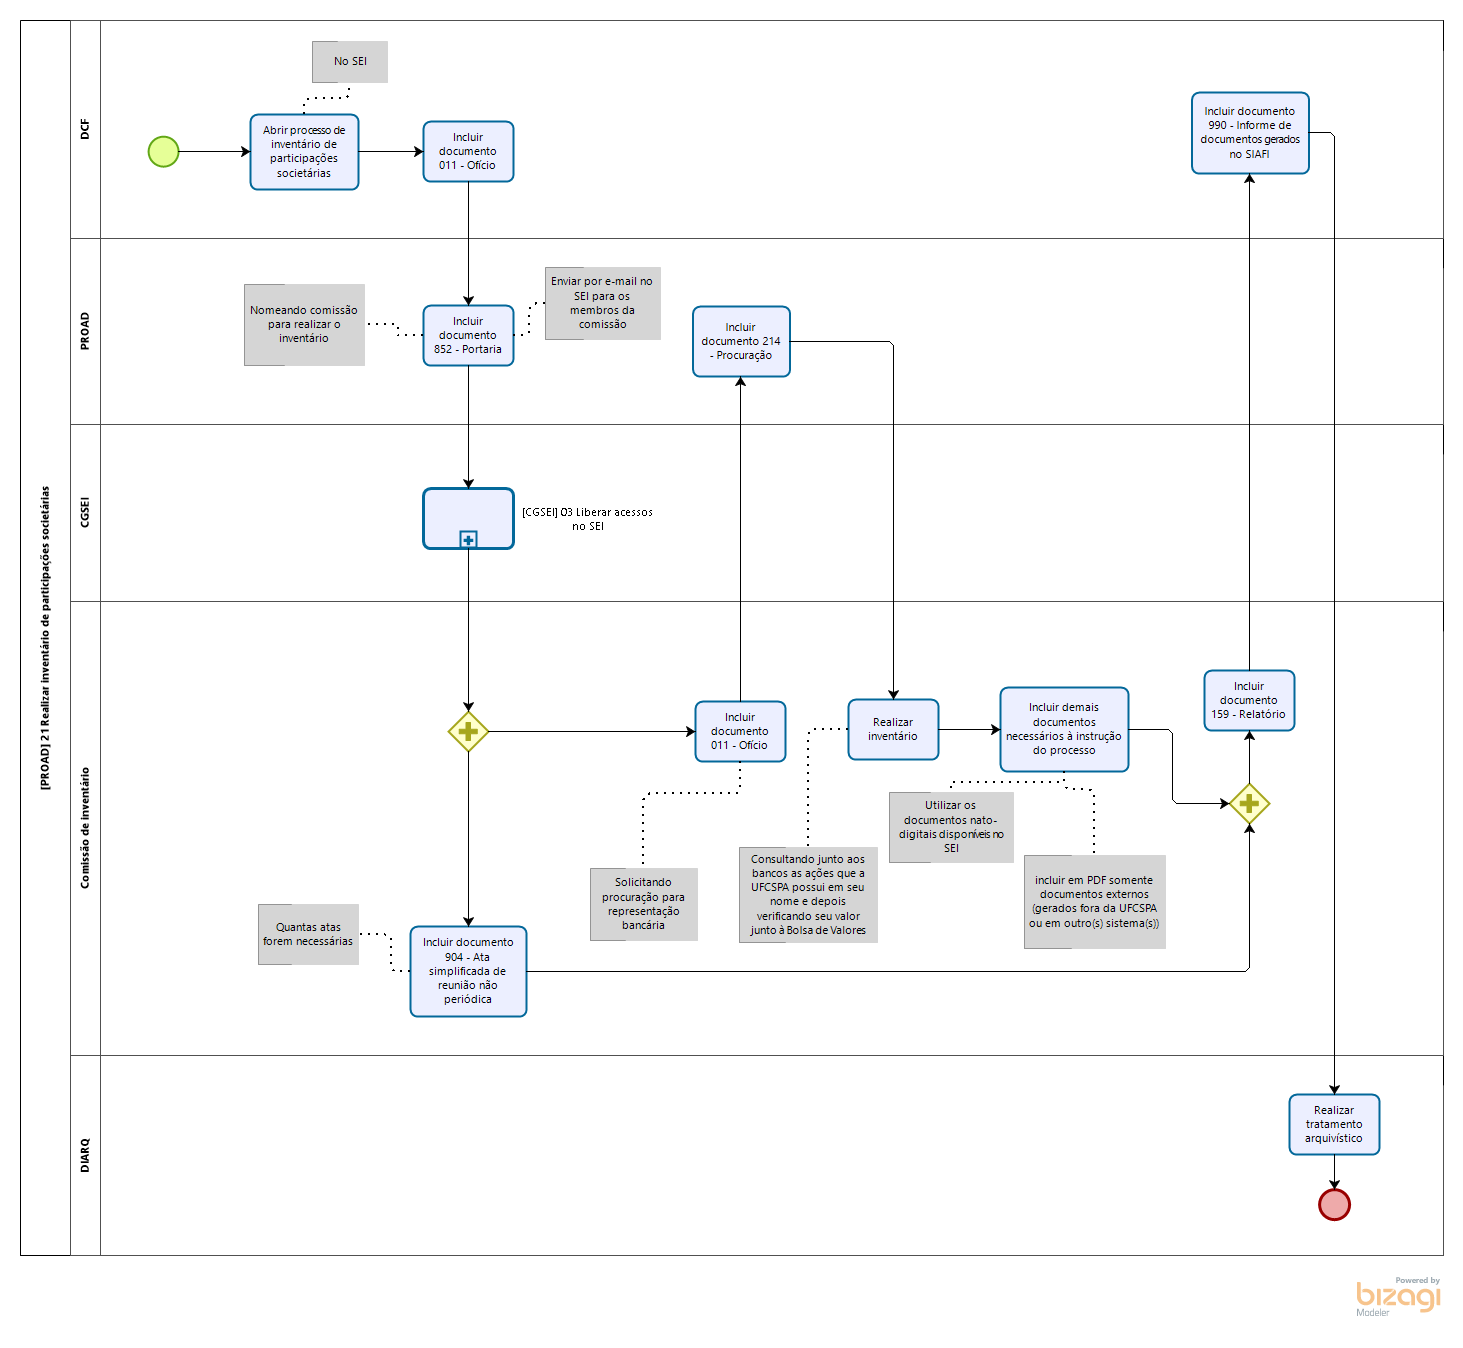 [PROAD] 21 Realizar inventário de participações societárias
DCF
No SEI
Abrir processo de
inventário de
participações
societárias
Incluir
documento
011 - Ofício
Incluir documento
990 - Informe de
documentos gerados
no SIAFI
PROAD
Nomeando comissão
para realizar o
inventário
Incluir
documento
852 - Portaria
Enviar por e-mail no
SEI para os
membros da
comissão
Incluir
documento 214
- Procuração
CGSEI
[CGSEI] 03 Liberar acessos
no SEI
Comissão de inventário
Incluir
documento
011 - Ofício
Solicitando
procuração para
representação
bancária
Realizar
inventário
Consultando junto aos
bancos as ações que a
UFCSPA possui em seu
nome e depois
verificando seu valor
junto à Bolsa de Valores
Incluir demais
documentos
necessários à instrução
do processo
Utilizar os
documentos nato-
digitais disponíveis no
SEI
incluir em PDF somente
documentos externos
(gerados fora da UFCSPA
ou em outro(s) sistema(s))
Incluir
documento
159 - Relatório
Quantas atas
forem necessárias
Incluir documento
904 - Ata
simplificada de
reunião não
periódica
DIARQ
Realizar
tratamento
arquivístico
Powered by
bizagi
Modeler